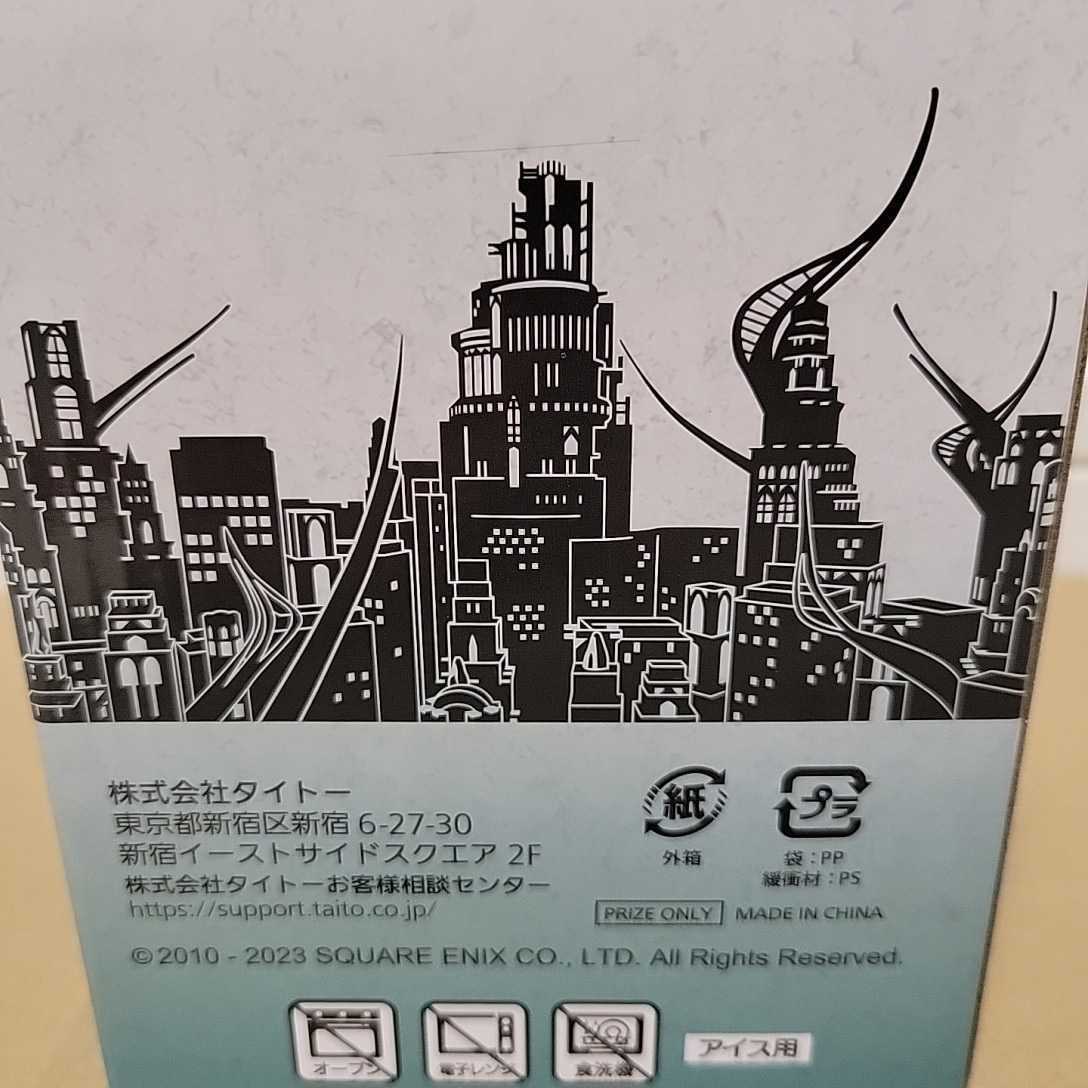 株式会社タイトー
東京都新宿区新宿 6-27-30
新宿イーストサイドスクエア 2F
株式会社タイトーお客様相談センター
https://support.taito.co.jp/
紙
外箱
プラ
袋：PP
緩衝材：PS
PRIZE ONLY MADE IN CHINA
©2010 - 2023 SQUARE ENIX CO., LTD. All Rights Reserved.
オーブン
電子レンジ
食洗機
アイス用